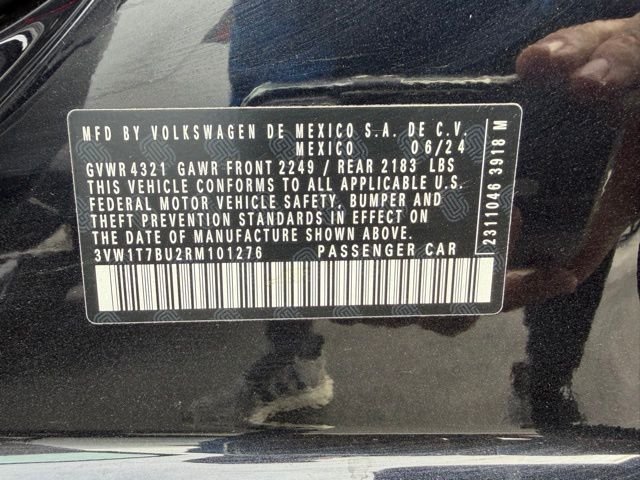 MFD BY VOLKSWAGEN DE MEXICO S.A. DE C.V.
MEXICO 06/24
GVWR 4321 GAWR FRONT 2249 / REAR 2183 LBS
THIS VEHICLE CONFORMS TO ALL APPLICABLE U.S.
FEDERAL MOTOR VEHICLE SAFETY, BUMPER AND
THEFT PREVENTION STANDARDS IN EFFECT ON
THE DATE OF MANUFACTURE SHOWN ABOVE.
3VW1T7BU2RM101276 PASSENGER CAR
2311046 3918 M